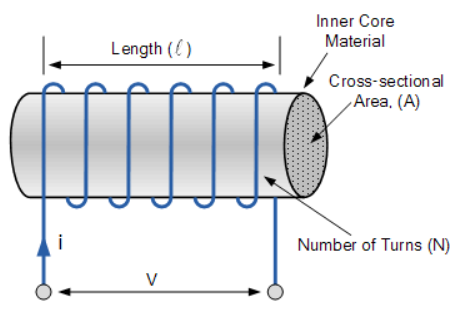 Inner Core
Material
Length (ℓ)
Cross-sectional
Area, (A)
Number of Turns (N)
i
V